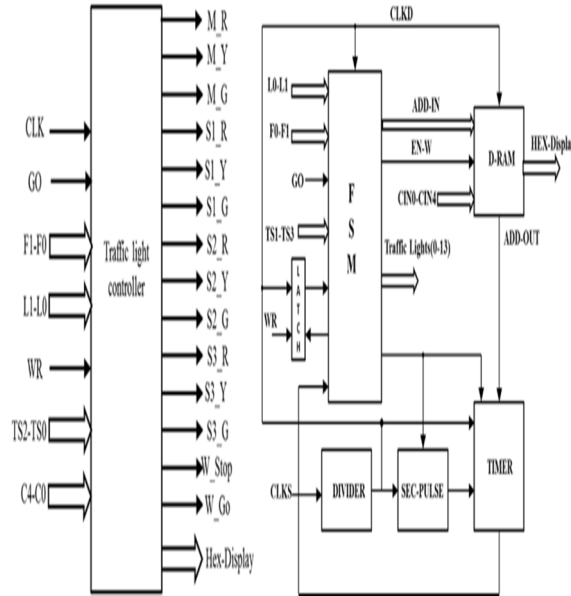 CLK
GO
F1-F0
L1-L0
WR
TS2-TS0
C4-C0
Traffic light
controller
M_R
M_Y
M_G
S1_R
S1_Y
S1_G
S2_R
S2_Y
S2_G
S3_R
S3_Y
S3_G
W_Stop
W_Go
Hex-Display
CLKD
L0-L1
F0-F1
GO
TS1-TS3
WR
LATCH
FSM
ADD-IN
EN-W
CIN0-CIN4
D-RAM
HEX-Displa
ADD-OUT
Traffic Lights(0-13)
CLKS
DIVIDER
SEC-PULSE
TIMER